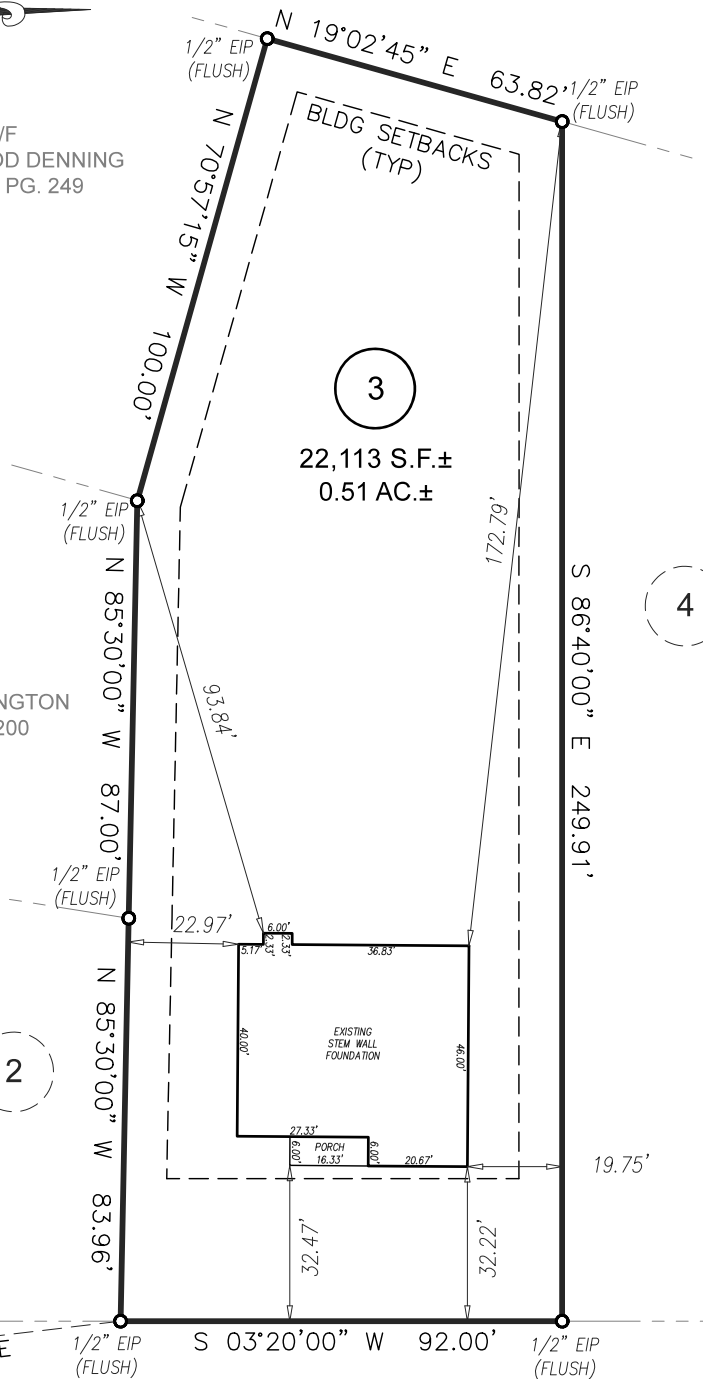 N 19°02'45" E 63.82'
1/2" EIP
(FLUSH)
1/2" EIP
(FLUSH)
BLDG SETBACKS
(TYP)
/F
OD DENNING
PG. 249
N 70°57'15" W 100.00'
3
22,113 S.F.±
0.51 AC.±
1/2" EIP
(FLUSH)
172.79'
N 85°30'00" W 87.00'
S 86°40'00" E 249.91'
4
NGTON
200
93.84'
1/2" EIP
(FLUSH)
22.97'
6.00'
2.33'
2.33'
5.17'
36.83'
40.00'
EXISTING
STEM WALL
FOUNDATION
46.00'
N 85°30'00" W 83.96'
2
27.33'
6.00'
PORCH
16.33'
6.00'
20.67'
19.75'
32.47'
32.22'
E
1/2" EIP
(FLUSH)
S 03°20'00" W 92.00'
1/2" EIP
(FLUSH)